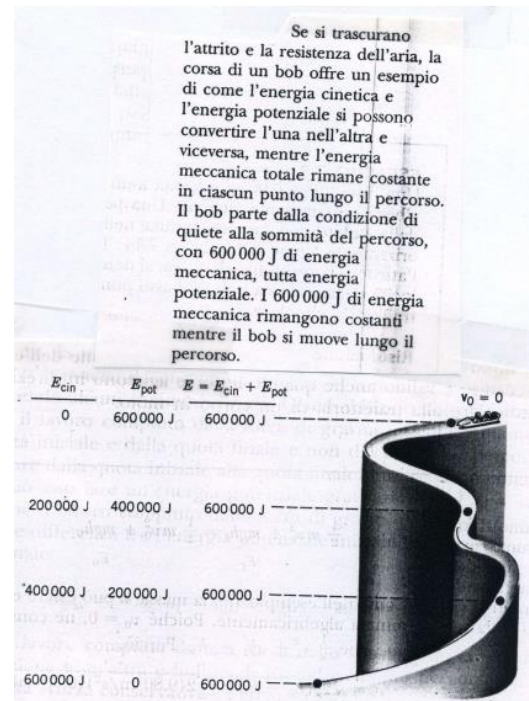 Se si trascurano
l'attrito e la resistenza dell'aria, la
corsa di un bob offre un esempio
di come l'energia cinetica e
l'energia potenziale si possono
convertire l'una nell'altra e
viceversa, mentre l'energia
meccanica totale rimane costante
in ciascun punto lungo il percorso.
Il bob parte dalla condizione di
quiete alla sommità del percorso,
con 600 000 J di energia
meccanica, tutta energia
potenziale. I 600 000 J di energia
meccanica rimangono costanti
mentre il bob si muove lungo il
percorso.
E_cin E_pot E = E_cin + E_pot
v_0 = 0
0 600 000 J 600 000 J
200 000 J 400 000 J 600 000 J
400 000 J 200 000 J 600 000 J
600 000 J 0 600 000 J